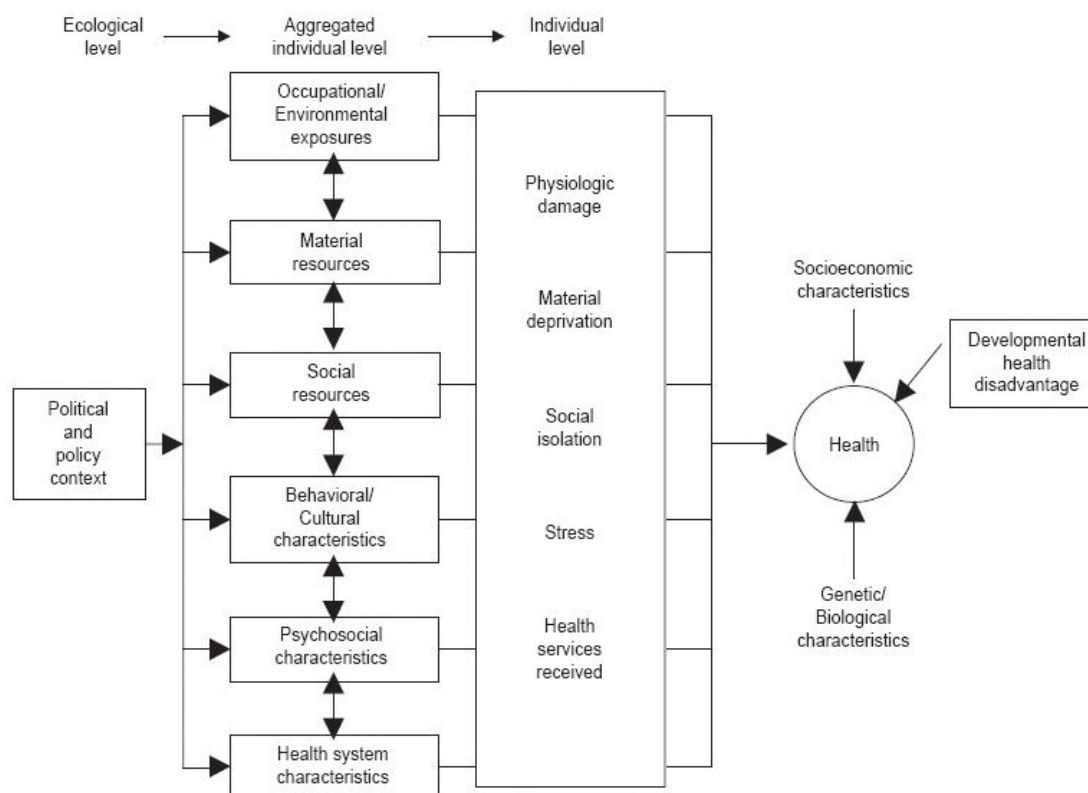 Ecological
level
Aggregated
individual level
Individual
level
Occupational/
Environmental
exposures
Material
resources
Social
resources
Behavioral/
Cultural
characteristics
Psychosocial
characteristics
Health system
characteristics
Political
and
policy
context
Physiologic
damage
Material
deprivation
Social
isolation
Stress
Health
services
received
Socioeconomic
characteristics
Developmental
health
disadvantage
Health
Genetic/
Biological
characteristics